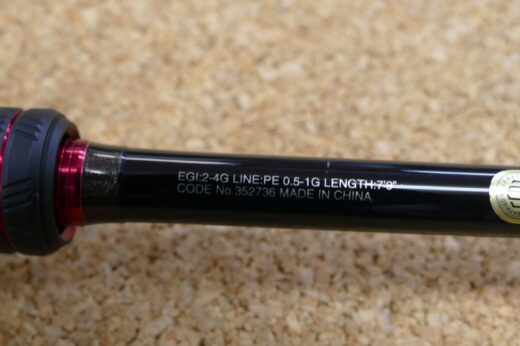 EGI:2-4G LINE:PE 0.5-1G LENGTH:7'9"
CODE No.352736 MADE IN CHINA